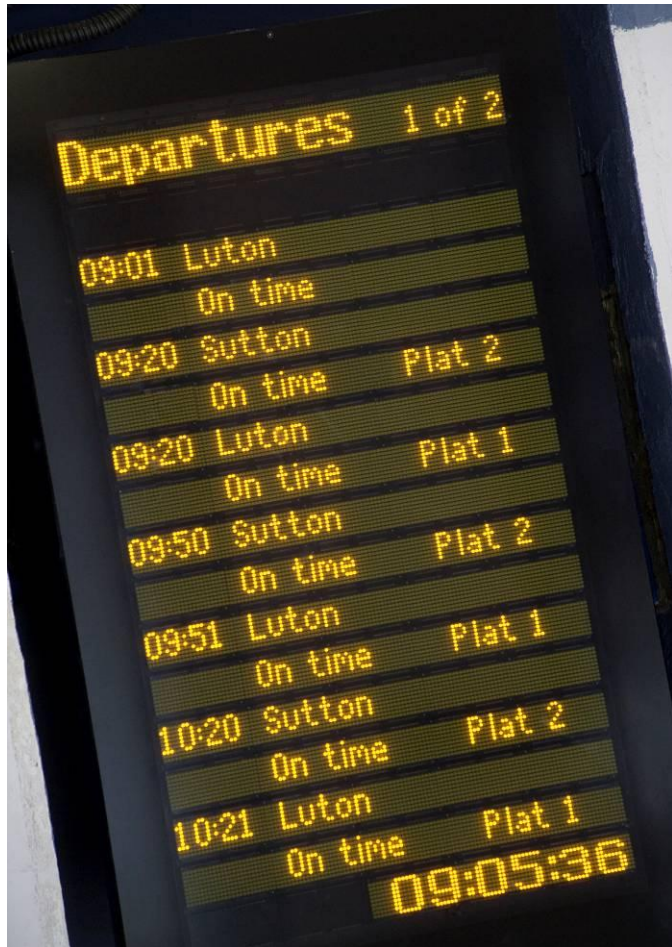 Departures 1 of 2
09:01 Luton
On time
09:20 Sutton
On time Plat 2
09:20 Luton
On time Plat 1
09:50 Sutton
On time Plat 2
09:51 Luton
On time Plat 1
10:20 Sutton
On time Plat 2
10:21 Luton
On time Plat 1
09:05:36